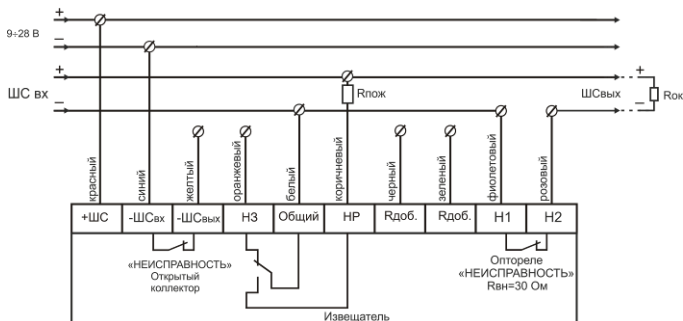 +
9÷28 В
–
+
ШС вх
–
Rпож
ШСвых
+
–
Rок
красный
синий
желтый
оранжевый
белый
коричневый
черный
зеленый
фиолетовый
розовый
+ШС
-ШСвх
-ШСвых
НЗ
Общий
НР
Rдоб.
Rдоб.
Н1
Н2
«НЕИСПРАВНОСТЬ»
Открытый
коллектор
Оптореле
«НЕИСПРАВНОСТЬ»
Rвн=30 Ом
Извещатель